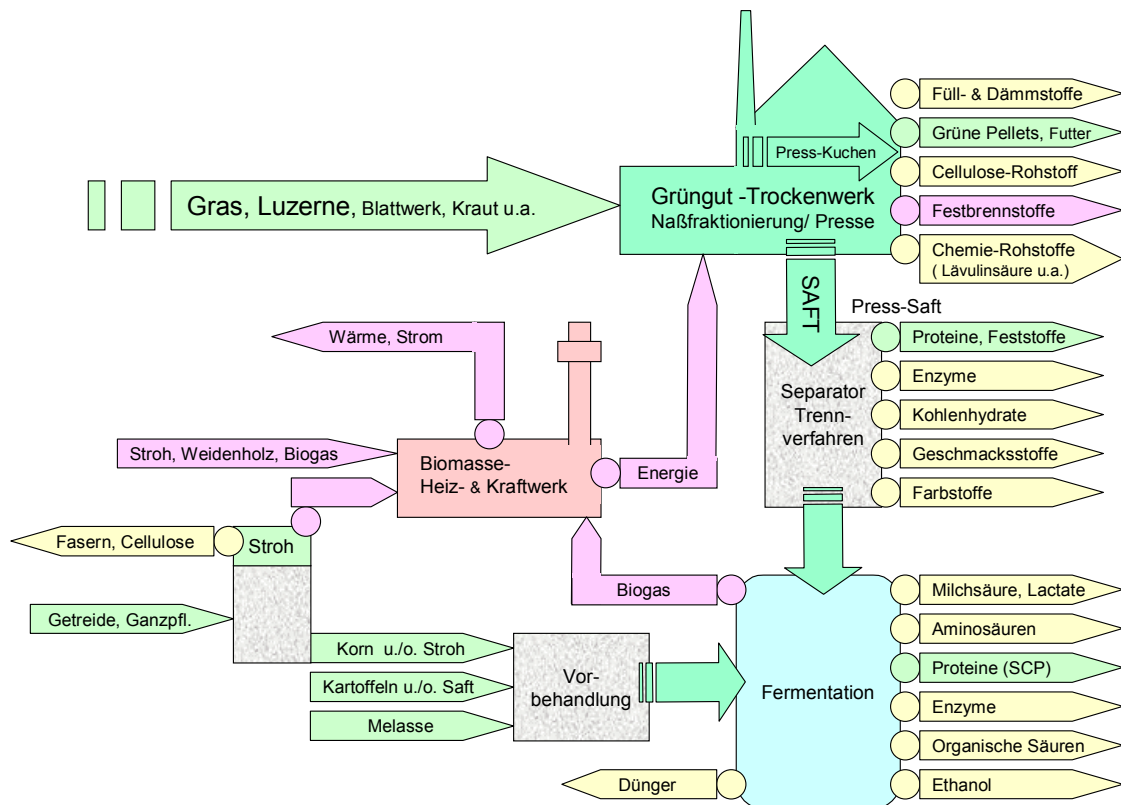 Füll- & Dämmstoffe
Grüne Pellets, Futter
Press-Kuchen
Cellulose-Rohstoff
Gras, Luzerne, Blattwerk, Kraut u.a.
Grüngut -Trockenwerk
Naßfraktionierung/ Presse
Festbrennstoffe
Chemie-Rohstoffe
( Lävulinsäure u.a.)
SAFT
Press-Saft
Wärme, Strom
Proteine, Feststoffe
Enzyme
Separator
Trenn-
verfahren
Kohlenhydrate
Geschmacksstoffe
Farbstoffe
Stroh, Weidenholz, Biogas
Biomasse-
Heiz- & Kraftwerk
Energie
Fasern, Cellulose
Stroh
Biogas
Getreide, Ganzpfl.
Korn u./o. Stroh
Kartoffeln u./o. Saft
Melasse
Vor-
behandlung
Fermentation
Milchsäure, Lactate
Aminosäuren
Proteine (SCP)
Enzyme
Organische Säuren
Dünger
Ethanol